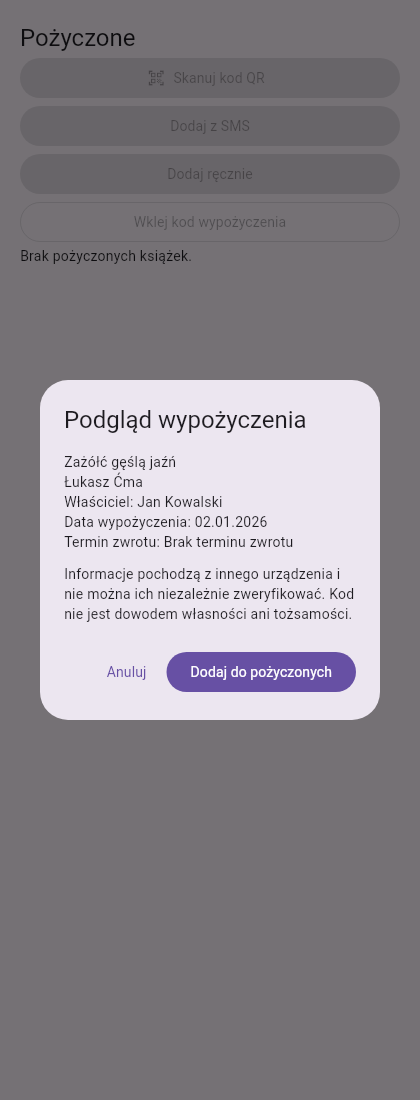 Pożyczone
Skanuj kod QR
Dodaj z SMS
Dodaj ręcznie
Wklej kod wypożyczenia
Brak pożyczonych książek.
Podgląd wypożyczenia
Zażółć gęślą jaźń
Łukasz Ćma
Właściciel: Jan Kowalski
Data wypożyczenia: 02.01.2026
Termin zwrotu: Brak terminu zwrotu
Informacje pochodzą z innego urządzenia i
nie można ich niezależnie zweryfikować. Kod
nie jest dowodem własności ani tożsamości.
Anuluj
Dodaj do pożyczonych